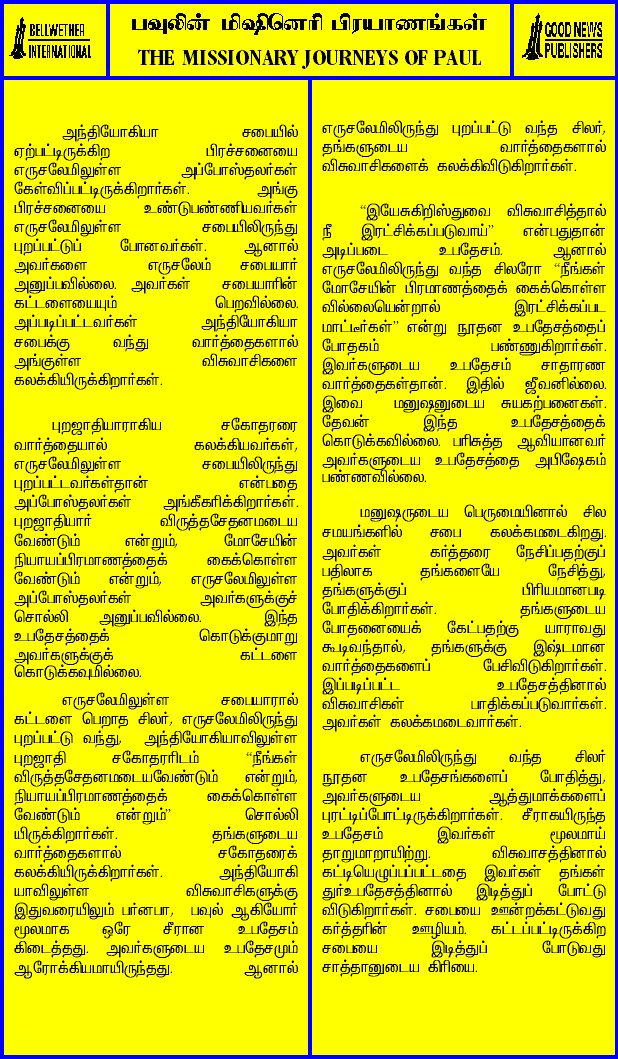 BELLWETHER
INTERNATIONAL
பவுலின் மிஷினெரி பிரயாணங்கள்
THE MISSIONARY JOURNEYS OF PAUL
GOOD NEWS
PUBLISHERS
அந்தியோகியா சபையில்
ஏற்பட்டிருக்கிற பிரச்சனையை
எருசலேமிலுள்ள அப்போஸ்தலர்கள்
கேள்விப்பட்டிருக்கிறார்கள். அங்கு
பிரச்சனையை உண்டுபண்ணியவர்கள்
எருசலேமிலுள்ள சபையிலிருந்து
புறப்பட்டுப் போனவர்கள். ஆனால்
அவர்களை எருசலேம் சபையார்
அனுப்பவில்லை. அவர்கள் சபையாரின்
கட்டளையையும் பெறவில்லை.
அப்படிப்பட்டவர்கள் அந்தியோகியா
சபைக்கு வந்து வார்த்தைகளால்
அங்குள்ள விசுவாசிகளை
கலக்கியிருக்கிறார்கள்.
புறஜாதியாராகிய சகோதரரை
வார்த்தையால் கலக்கியவர்கள்,
எருசலேமிலுள்ள சபையிலிருந்து
புறப்பட்டவர்கள்தான் என்பதை
அப்போஸ்தலர்கள் அங்கீகரிக்கிறார்கள்.
புறஜாதியார் விருத்தசேதனமடைய
வேண்டும் என்றும், மோசேயின்
நியாயப்பிரமாணத்தைக் கைக்கொள்ள
வேண்டும் என்றும், எருசலேமிலுள்ள
அப்போஸ்தலர்கள் அவர்களுக்குச்
சொல்லி அனுப்பவில்லை. இந்த
உபதேசத்தைக் கொடுக்குமாறு
அவர்களுக்குக் கட்டளை
கொடுக்கவுமில்லை.
எருசலேமிலுள்ள சபையாரால்
கட்டளை பெறாத சிலர், எருசலேமிலிருந்து
புறப்பட்டு வந்து, அந்தியோகியாவிலுள்ள
புறஜாதி சகோதரரிடம் “நீங்கள்
விருத்தசேதனமடையவேண்டும் என்றும்,
நியாயப்பிரமாணத்தைக் கைக்கொள்ள
வேண்டும் என்றும்” சொல்லி
யிருக்கிறார்கள். தங்களுடைய
வார்த்தைகளால் சகோதரைக்
கலக்கியிருக்கிறார்கள். அந்தியோகி
யாவிலுள்ள விசுவாசிகளுக்கு
இதுவரையிலும் பர்னபா, பவுல் ஆகியோர்
மூலமாக ஒரே சீரான உபதேசம்
கிடைத்தது. அவர்களுடைய உபதேசமும்
ஆரோக்கியமாயிருந்தது. ஆனால்
எருசலேமிலிருந்து புறப்பட்டு வந்த சிலர்,
தங்களுடைய வார்த்தைகளால்
விசுவாசிகளைக் கலக்கிவிடுகிறார்கள்.
“இயேசுகிறிஸ்துவை விசுவாசித்தால்
நீ இரட்சிக்கப்படுவாய்” என்பதுதான்
அடிப்படை உபதேசம். ஆனால்
எருசலேமிலிருந்து வந்த சிலரோ “நீங்கள்
மோசேயின் பிரமாணத்தைக் கைக்கொள்ள
வில்லையென்றால் இரட்சிக்கப்பட
மாட்டீர்கள்” என்று நூதன உபதேசத்தைப்
போதகம் பண்ணுகிறார்கள்.
இவர்களுடைய உபதேசம் சாதாரண
வார்த்தைகள்தான். இதில் ஜீவனில்லை.
இவை மனுஷனுடைய சுயகற்பனைகள்.
தேவன் இந்த உபதேசத்தைக்
கொடுக்கவில்லை. பரிசுத்த ஆவியானவர்
அவர்களுடைய உபதேசத்தை அபிஷேகம்
பண்ணவில்லை.
மனுஷருடைய பெருமையினால் சில
சமயங்களில் சபை கலக்கமடைகிறது.
அவர்கள் கர்த்தரை நேசிப்பதற்குப்
பதிலாக தங்களையே நேசித்து,
தங்களுக்குப் பிரியமானபடி
போதிக்கிறார்கள். தங்களுடைய
போதனையைக் கேட்பதற்கு யாராவது
கூடிவந்தால், தங்களுக்கு இஷ்டமான
வார்த்தைகளைப் பேசிவிடுகிறார்கள்.
இப்படிப்பட்ட உபதேசத்தினால்
விசுவாசிகள் பாதிக்கப்படுவார்கள்.
அவர்கள் கலக்கமடைவார்கள்.
எருசலேமிலிருந்து வந்த சிலர்
நூதன உபதேசங்களைப் போதித்து,
அவர்களுடைய ஆத்துமாக்களைப்
புரட்டிப்போட்டிருக்கிறார்கள். சீராகயிருந்த
உபதேசம் இவர்கள் மூலமாய்
தாறுமாறாயிற்று. விசுவாசத்தினால்
கட்டியெழுப்பப்பட்டதை இவர்கள் தங்கள்
துர்உபதேசத்தினால் இடித்துப் போட்டு
விடுகிறார்கள். சபையை ஊன்றக்கட்டுவது
கர்த்தரின் ஊழியம். கட்டப்பட்டிருக்கிற
சபையை இடித்துப் போடுவது
சாத்தானுடைய கிரியை.